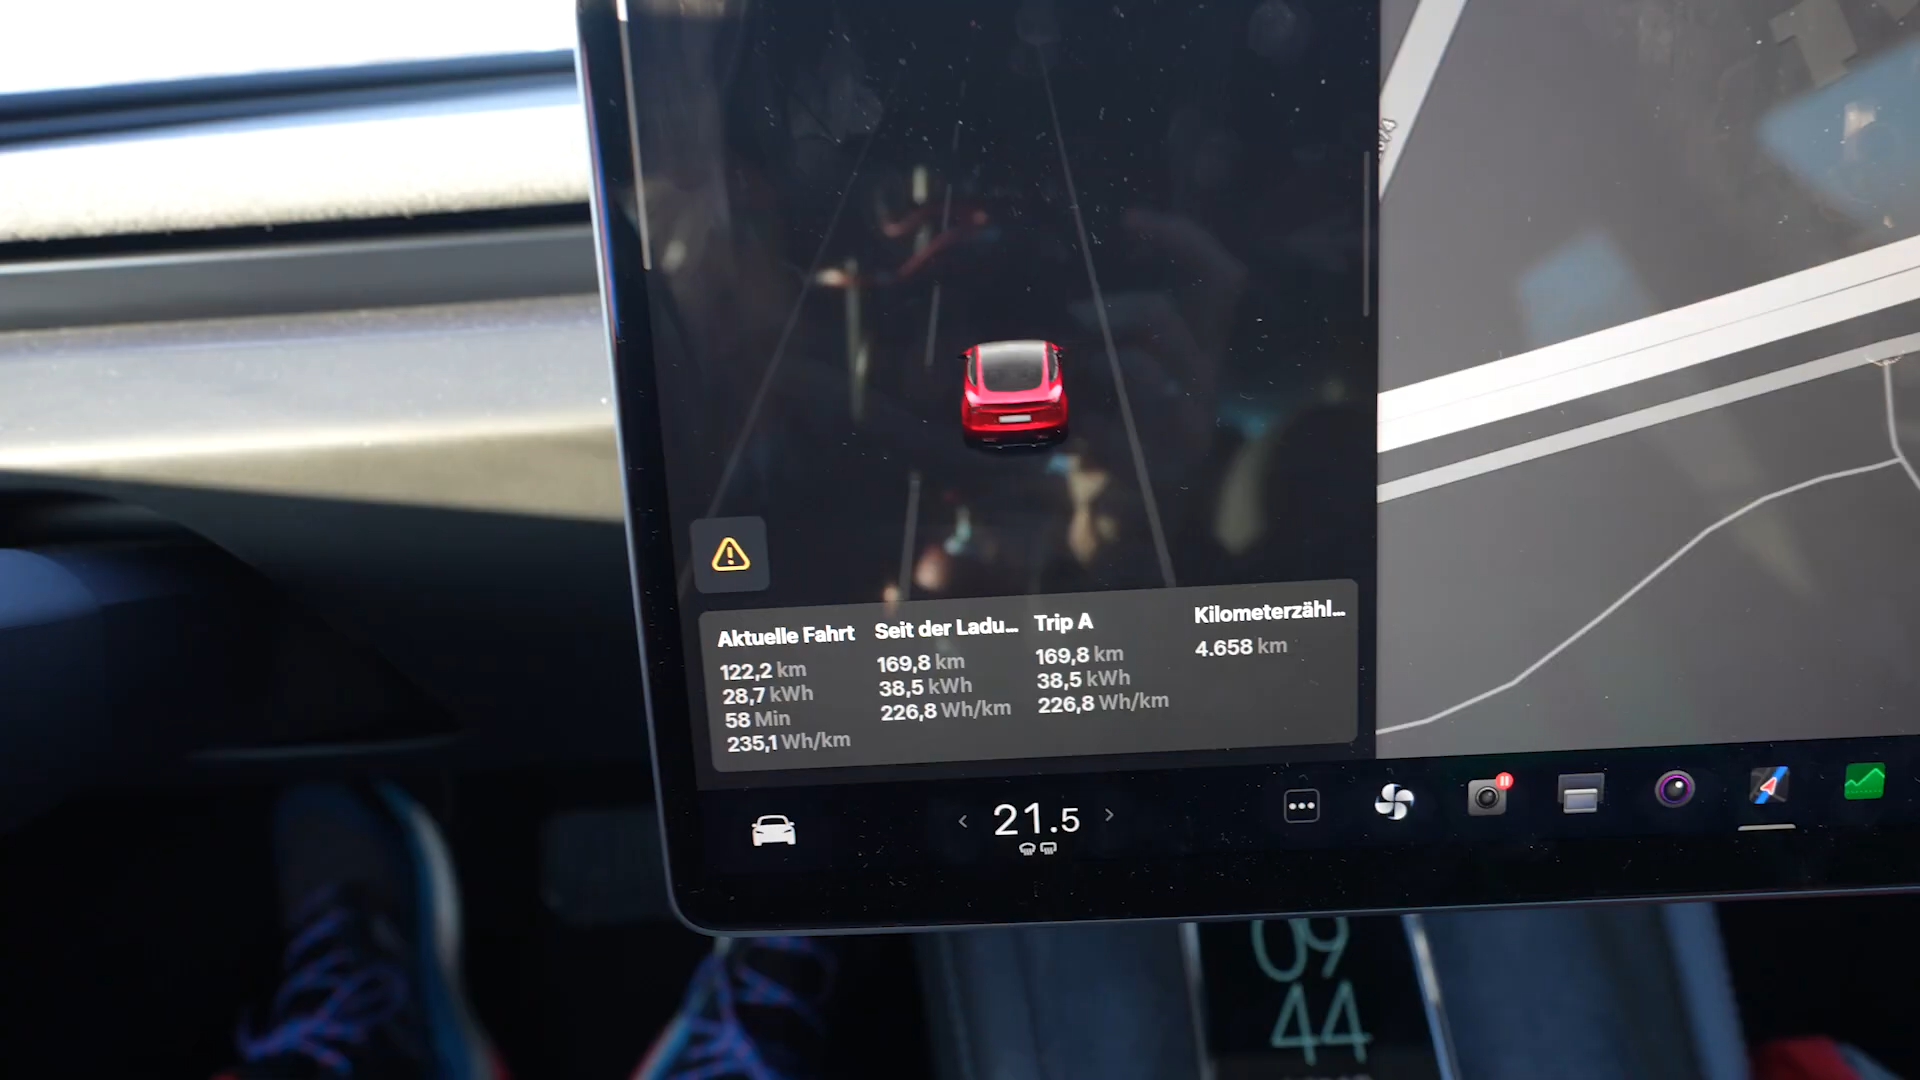 Aktuelle Fahrt
122,2 km
28,7 kWh
58 Min
235,1 Wh/km
Seit der Ladu...
169,8 km
38,5 kWh
226,8 Wh/km
Trip A
169,8 km
38,5 kWh
226,8 Wh/km
Kilometerzähl...
4.658 km
21.5
09
44